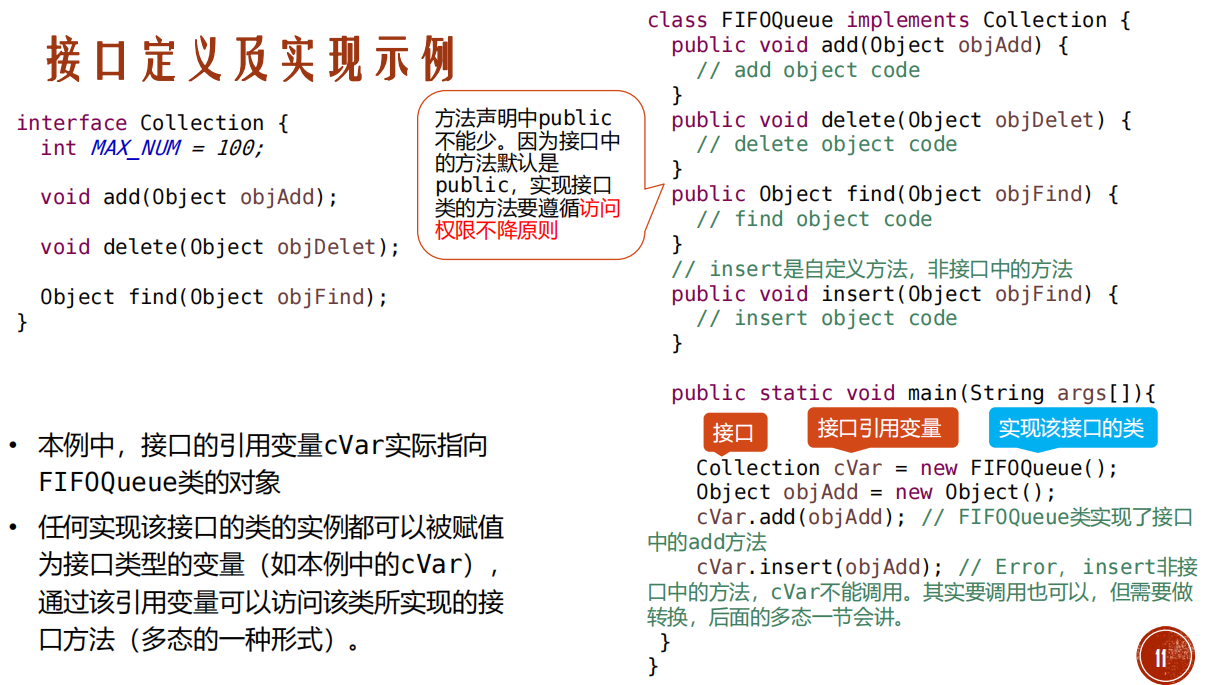 接口定义及实现示例
interface Collection {
int MAX_NUM = 100;
void add(Object objAdd);
void delete(Object objDelet);
Object find(Object objFind);
}
方法声明中public
不能少。因为接口中
的方法默认是
public，实现接口
类的方法要遵循访问
权限不降原则
本例中，接口的引用变量cVar实际指向
FIFOQueue类的对象
任何实现该接口的类的实例都可以被赋值
为接口类型的变量（如本例中的cVar），
通过该引用变量可以访问该类所实现的接
口方法（多态的一种形式）。
class FIFOQueue implements Collection {
public void add(Object objAdd) {
// add object code
}
public void delete(Object objDelet) {
// delete object code
}
public Object find(Object objFind) {
// find object code
}
// insert是自定义方法，非接口中的方法
public void insert(Object objFind) {
// insert object code
}
public static void main(String args[]){
接口 接口引用变量 实现该接口的类
Collection cVar = new FIFOQueue();
Object objAdd = new Object();
cVar.add(objAdd); // FIFOQueue类实现了接口
中的add方法
cVar.insert(objAdd); // Error，insert非接
口中的方法，cVar不能调用。其实要调用也可以，但需要做
转换，后面的多态一节会讲。
}
}
11